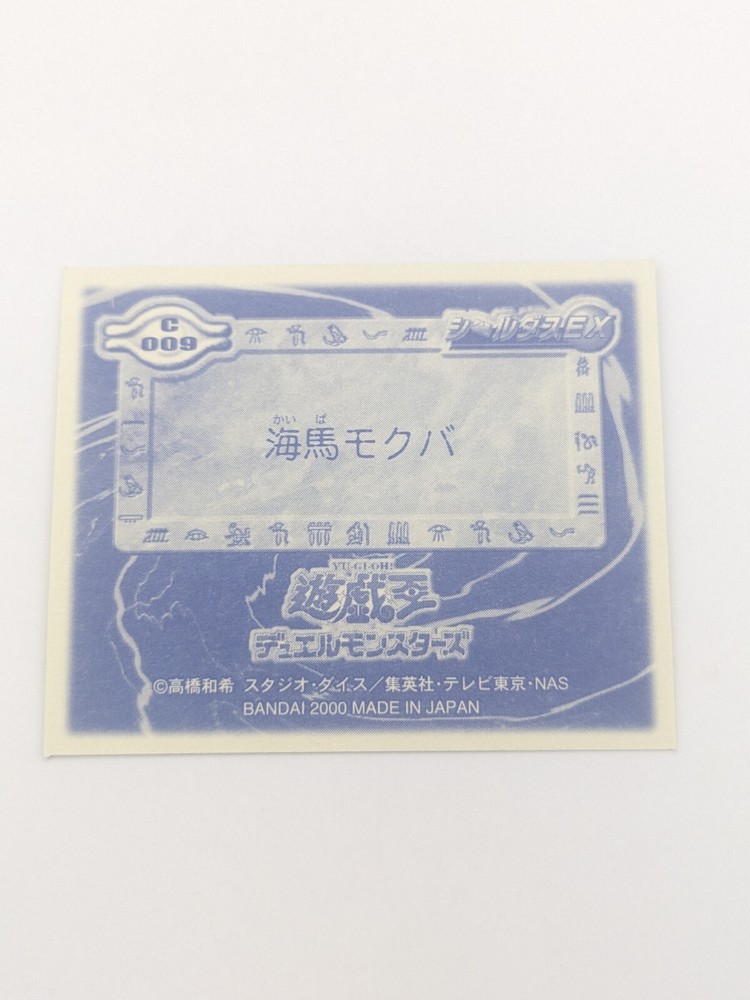 C
009
シールダスEX
かいば
海馬モクバ
YU-GI-OH!
遊戯王
デュエルモンスターズ
©高橋和希 スタジオ・ダイス／集英社・テレビ東京・NAS
BANDAI 2000 MADE IN JAPAN